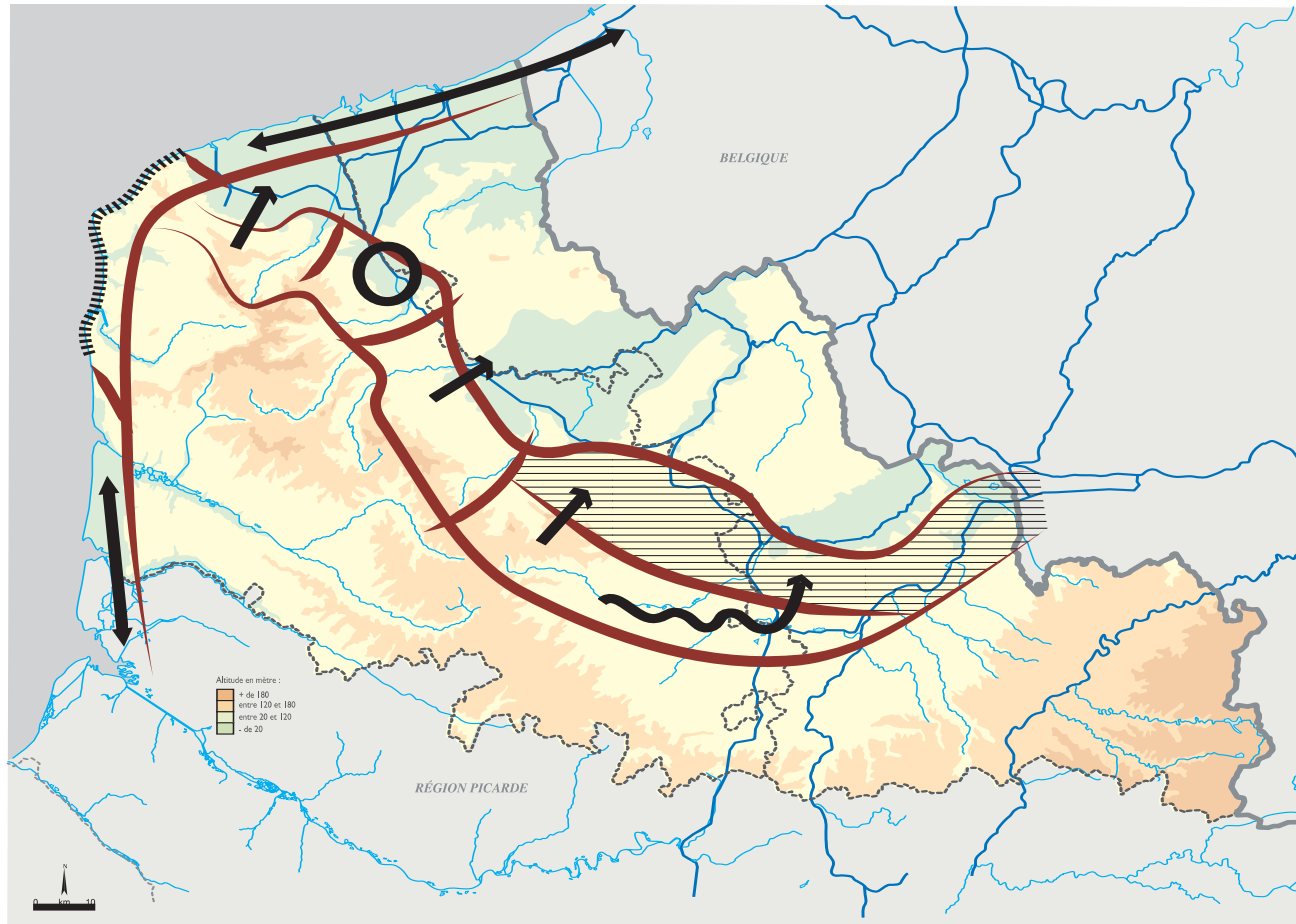 BELGIQUE
Altitude en mètre :
+ de 180
entre 120 et 180
entre 20 et 120
- de 20
RÉGION PICARDE
N
0 km 10